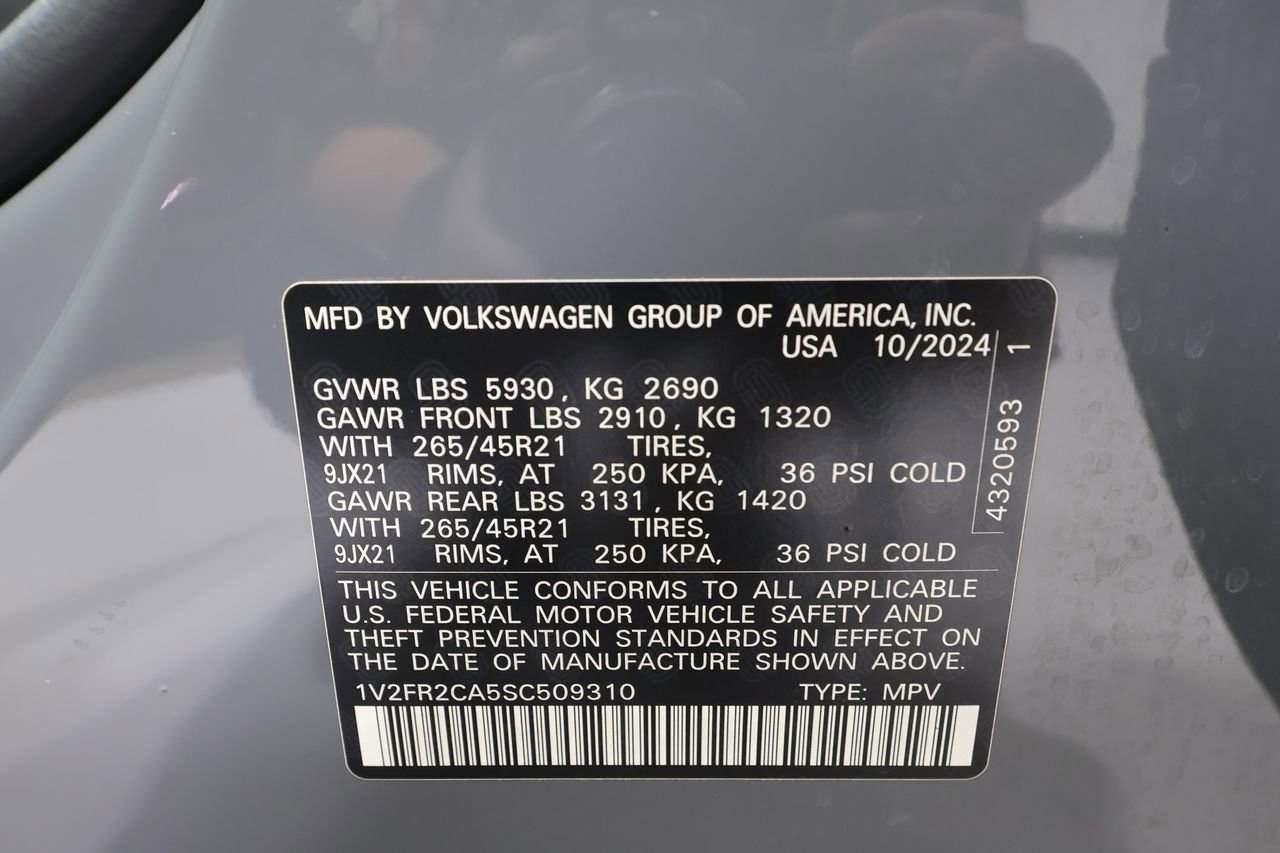 MFD BY VOLKSWAGEN GROUP OF AMERICA, INC.
USA 10/2024
GVWR LBS 5930, KG 2690
GAWR FRONT LBS 2910, KG 1320
WITH 265/45R21 TIRES,
9JX21 RIMS, AT 250 KPA, 36 PSI COLD
GAWR REAR LBS 3131, KG 1420
WITH 265/45R21 TIRES,
9JX21 RIMS, AT 250 KPA, 36 PSI COLD
THIS VEHICLE CONFORMS TO ALL APPLICABLE
U.S. FEDERAL MOTOR VEHICLE SAFETY AND
THEFT PREVENTION STANDARDS IN EFFECT ON
THE DATE OF MANUFACTURE SHOWN ABOVE.
1V2FR2CA5SC509310 TYPE: MPV
4320593 1